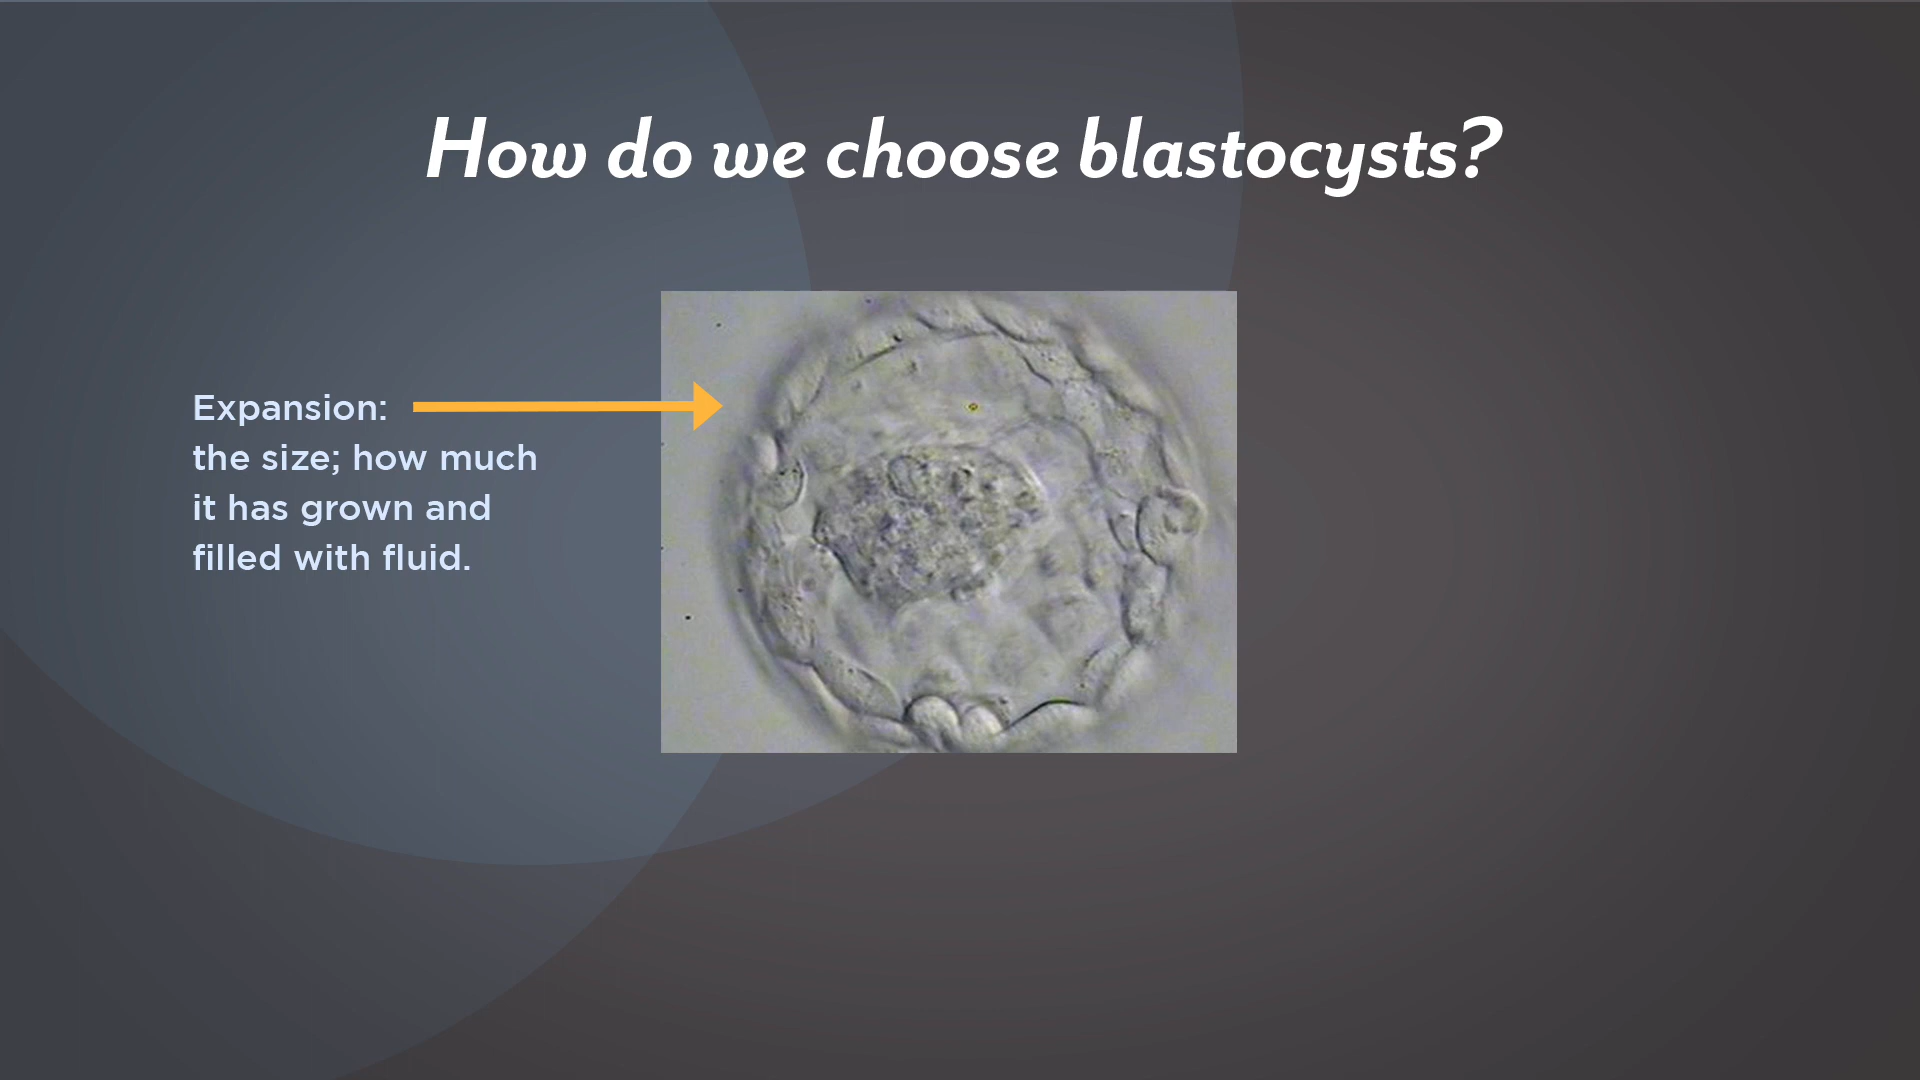 How do we choose blastocysts?
Expansion:
the size; how much
it has grown and
filled with fluid.